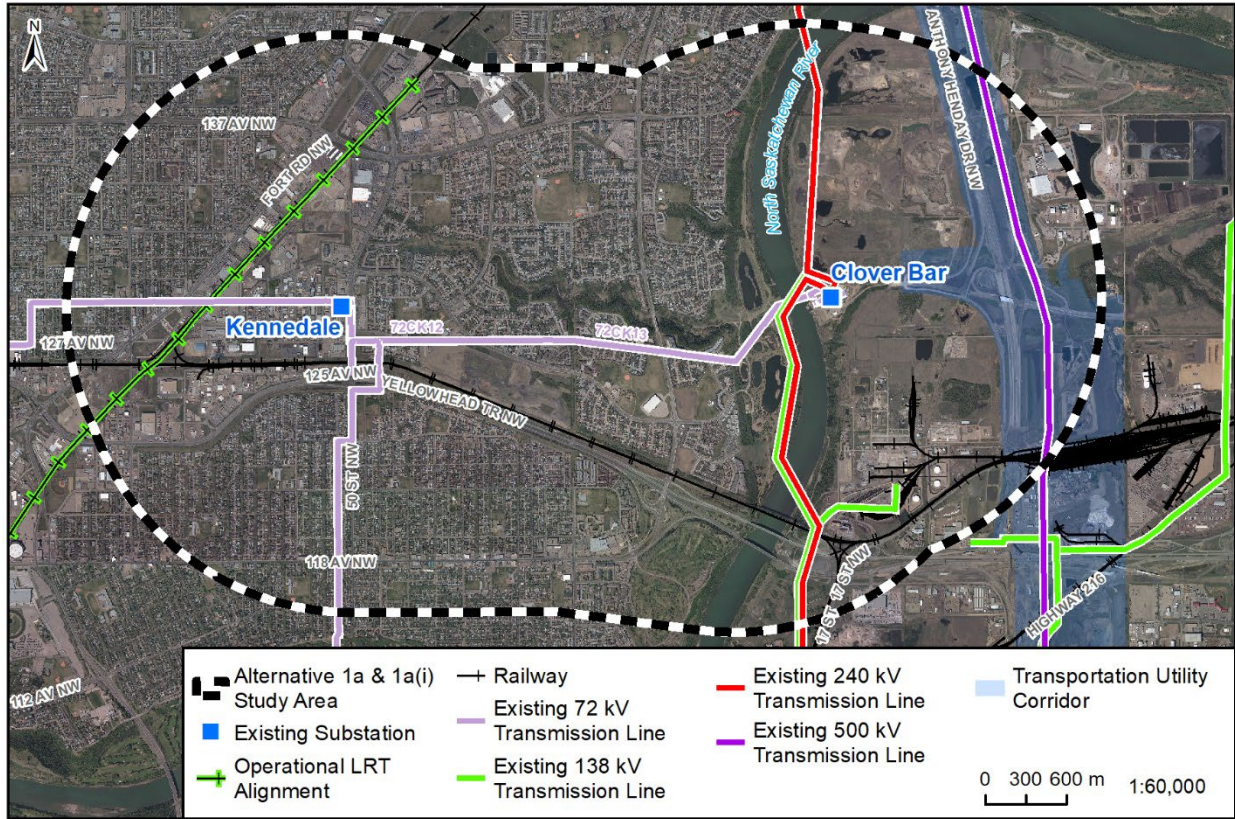 N
137 AV NW
FORT RD NW
North Saskatchewan River
ANTHONY HENDAY DR NW
Clover Bar
Kennedale
72CK12
72CK13
127 AV NW
125 AV NW
YELLOWHEAD TR NW
50 ST NW
118 AV NW
17 ST NW
17 ST
HIGHWAY 216
112 AV NW
Alternative 1a & 1a(i)
Study Area
Existing Substation
Operational LRT
Alignment
Railway
Existing 72 kV
Transmission Line
Existing 138 kV
Transmission Line
Existing 240 kV
Transmission Line
Existing 500 kV
Transmission Line
Transportation Utility
Corridor
0 300 600 m
1:60,000